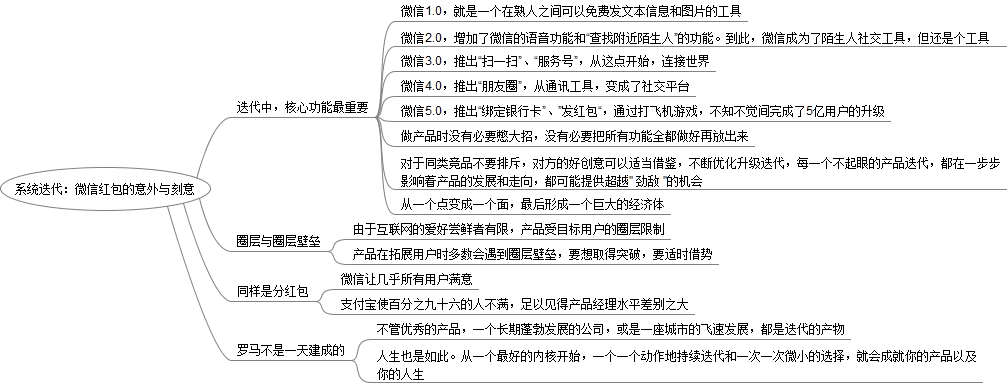 微信1.0，就是一个在熟人之间可以免费发文本信息和图片的工具
微信2.0，增加了微信的语音功能和“查找附近陌生人”的功能。到此，微信成为了陌生人社交工具，但还是个工具
微信3.0，推出“扫一扫”、“服务号”，从这点开始，连接世界
微信4.0，推出“朋友圈”，从通讯工具，变成了社交平台
微信5.0，推出“绑定银行卡”、”发红包“，通过打飞机游戏，不知不觉间完成了5亿用户的升级
做产品时没有必要憋大招，没有必要把所有功能全都做好再放出来
对于同类竟品不要排斥，对方的好创意可以适当借鉴，不断优化升级迭代，每一个不起眼的产品迭代，都在一步步
影响着产品的发展和走向，都可能提供超越" 劲敌 "的机会
从一个点变成一个面，最后形成一个巨大的经济体
迭代中，核心功能最重要
系统迭代：微信红包的意外与刻意
圈层与圈层壁垒
由于互联网的爱好尝鲜者有限，产品受目标用户的圈层限制
产品在拓展用户时多数会遇到圈层壁垒，要想取得突破，要适时借势
同样是分红包
微信让几乎所有用户满意
支付宝使百分之九十六的人不满，足以见得产品经理水平差别之大
罗马不是一天建成的
不管优秀的产品，一个长期蓬勃发展的公司，或是一座城市的飞速发展，都是迭代的产物
人生也是如此。从一个最好的内核开始，一个一个动作地持续迭代和一次一次微小的选择，就会成就你的产品以及
你的人生